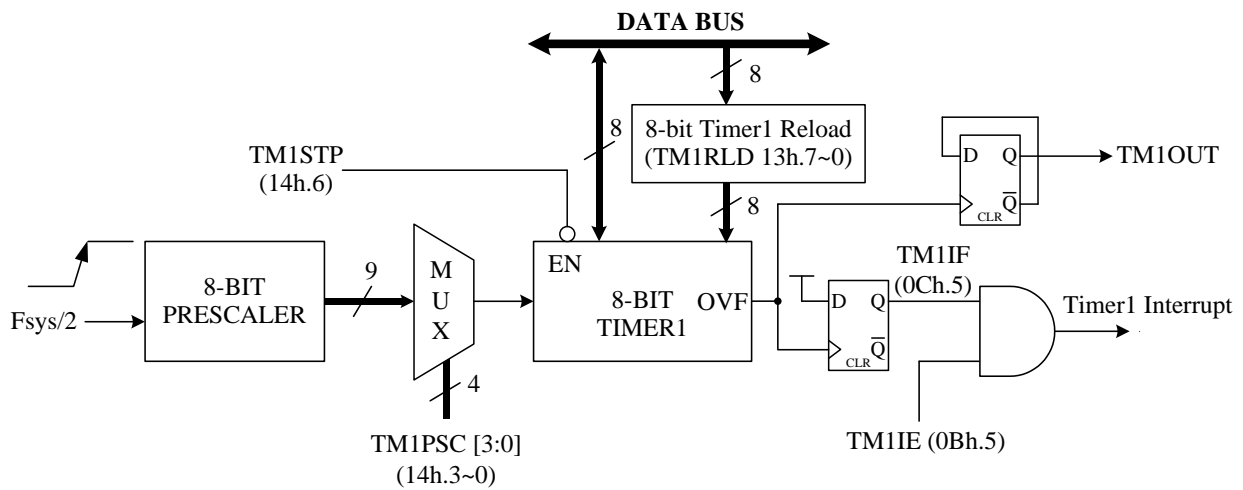 DATA BUS
8
8
8-bit Timer1 Reload
(TM1RLD 13h.7~0)
8
TM1STP
(14h.6)
D
Q
Q
CLR
TM1OUT
Fsys/2
8-BIT
PRESCALER
9
M
U
X
4
TM1PSC [3:0]
(14h.3~0)
EN
8-BIT
TIMER1
OVF
TM1IF
(0Ch.5)
D
Q
Q
CLR
Timer1 Interrupt
TM1IE (0Bh.5)